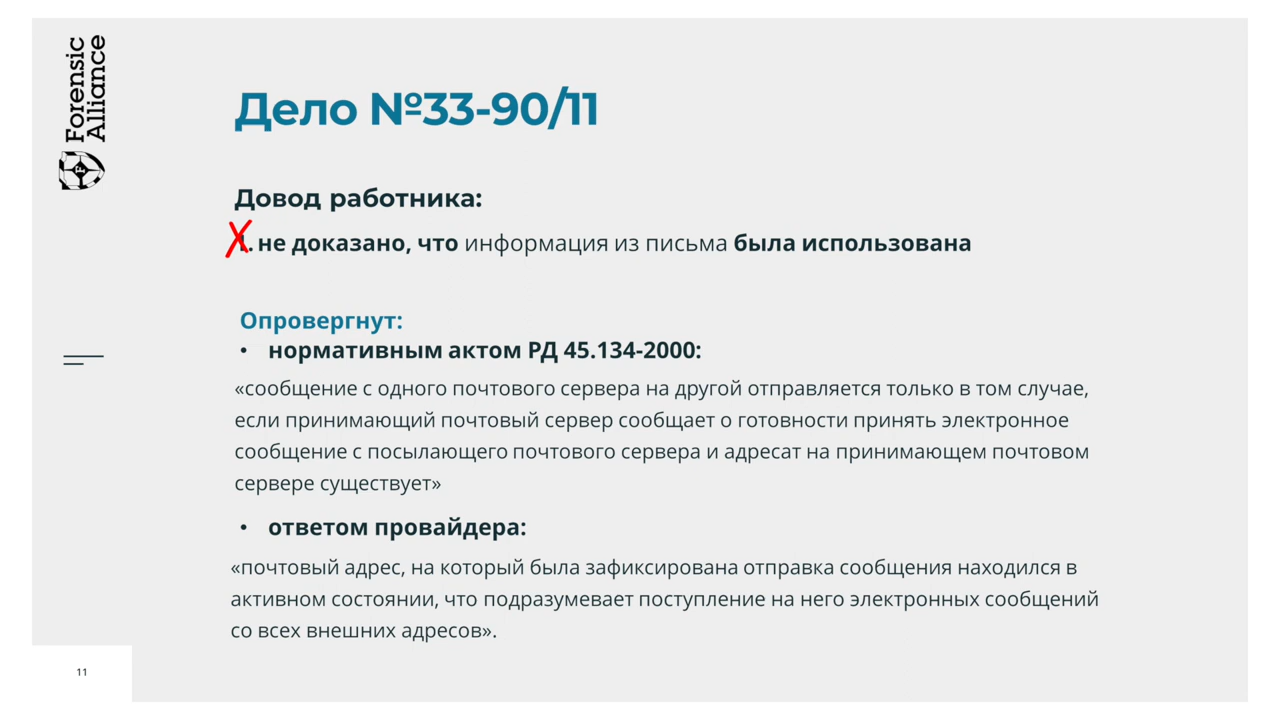 Forensic
Alliance
Дело №33-90/11
Довод работника:
1. не доказано, что информация из письма была использована
Опровергнут:
• нормативным актом РД 45.134-2000:
«сообщение с одного почтового сервера на другой отправляется только в том случае,
если принимающий почтовый сервер сообщает о готовности принять электронное
сообщение с посылающего почтового сервера и адресат на принимающем почтовом
сервере существует»
• ответом провайдера:
«почтовый адрес, на который была зафиксирована отправка сообщения находился в
активном состоянии, что подразумевает поступление на него электронных сообщений
со всех внешних адресов».
11